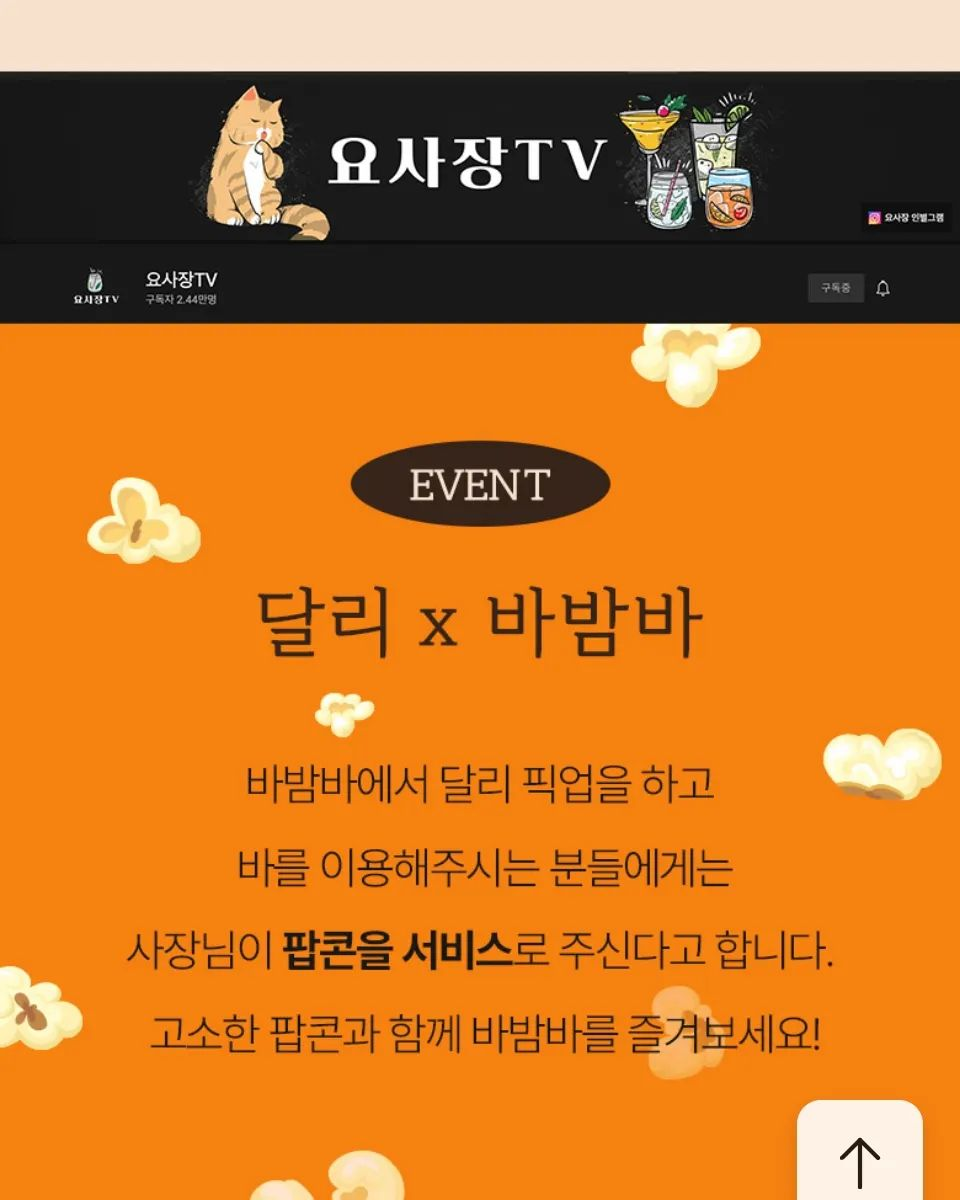 요사장TV
요사장 인별그램
요사장TV
요사장TV
구독자 2.44만명
구독중
EVENT
달리 x 바밤바
바밤바에서 달리 픽업을 하고
바를 이용해주시는 분들에게는
사장님이 팝콘을 서비스로 주신다고 합니다.
고소한 팝콘과 함께 바밤바를 즐겨보세요!